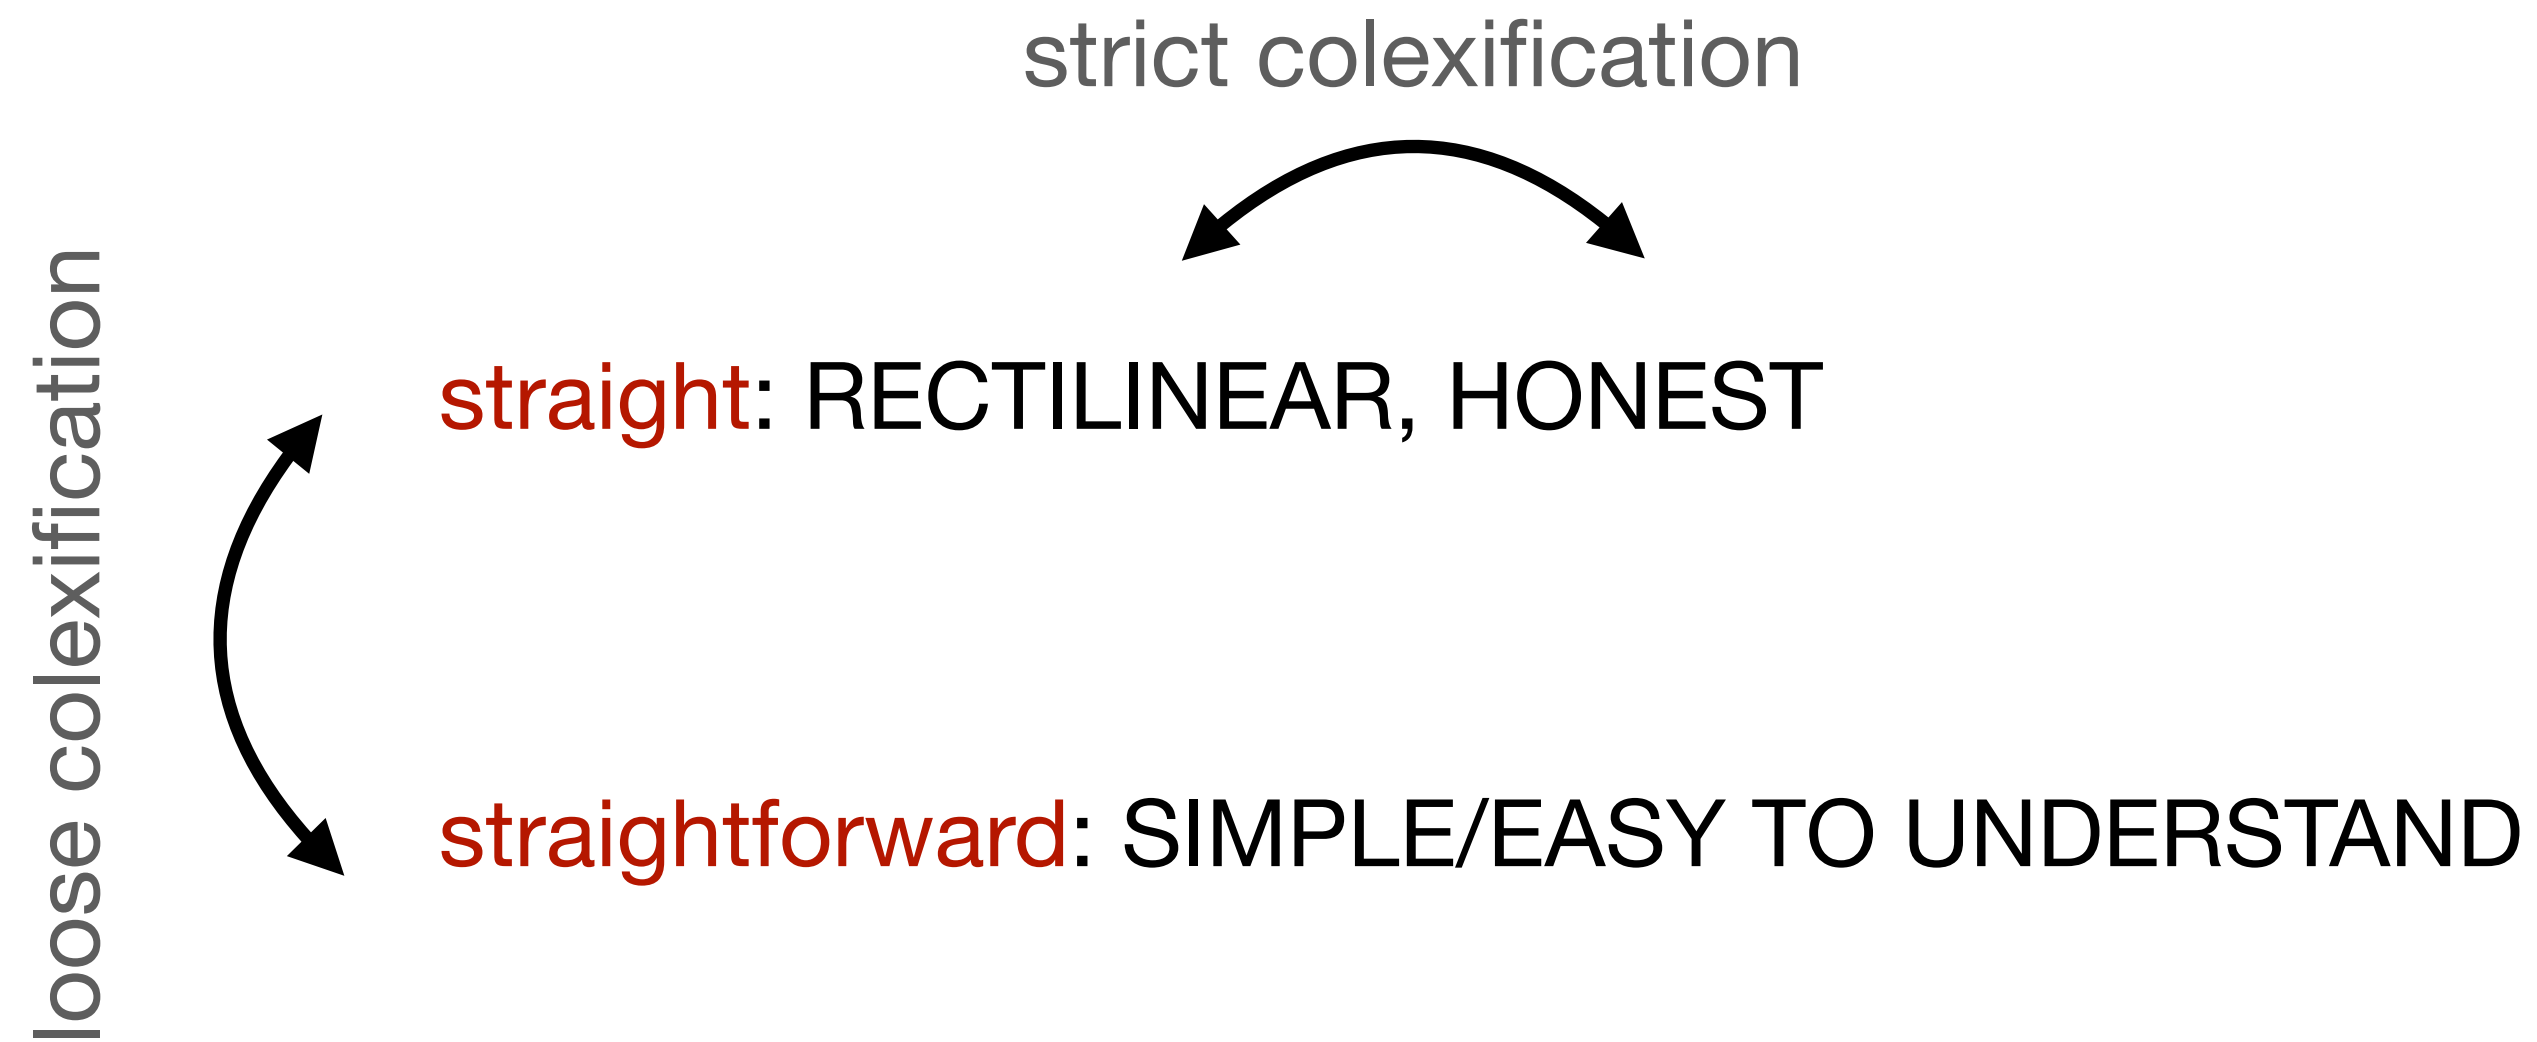 strict colexification
loose colexification
straight: RECTILINEAR, HONEST
straightforward: SIMPLE/EASY TO UNDERSTAND